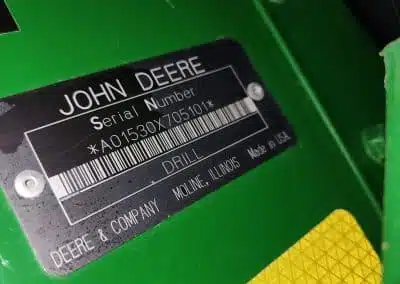 JOHN DEERE
Serial Number
*A01530X705101*
DRILL
DEERE & COMPANY MOLINE, ILLINOIS Made in USA